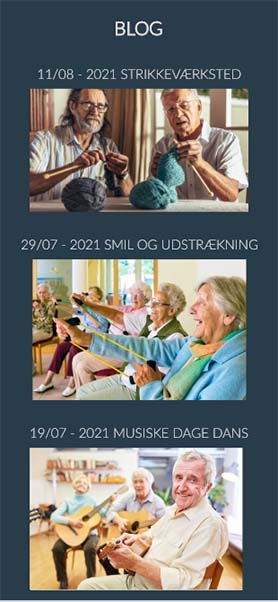 BLOG
11/08 - 2021 STRIKKEVÆRKSTED
29/07 - 2021 SMIL OG UDSTRÆKNING
19/07 - 2021 MUSISKE DAGE DANS